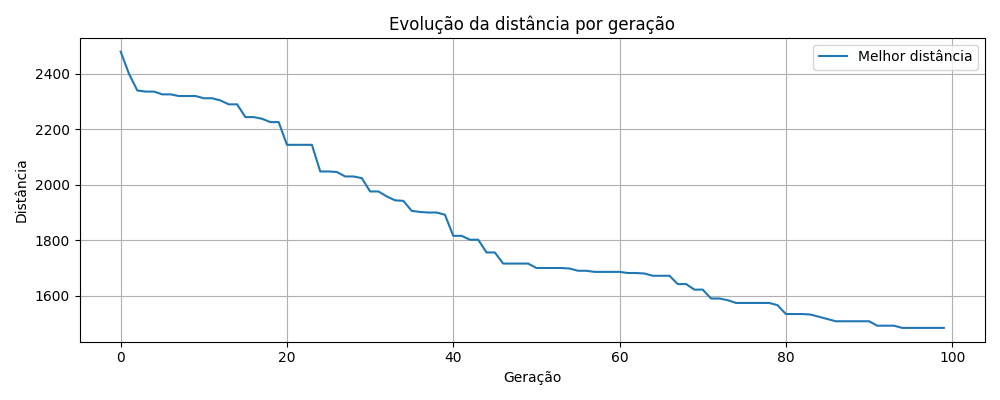 Evolução da distância por geração
Melhor distância
2400
2200
2000
1800
1600
Distância
0 20 40 60 80 100
Geração